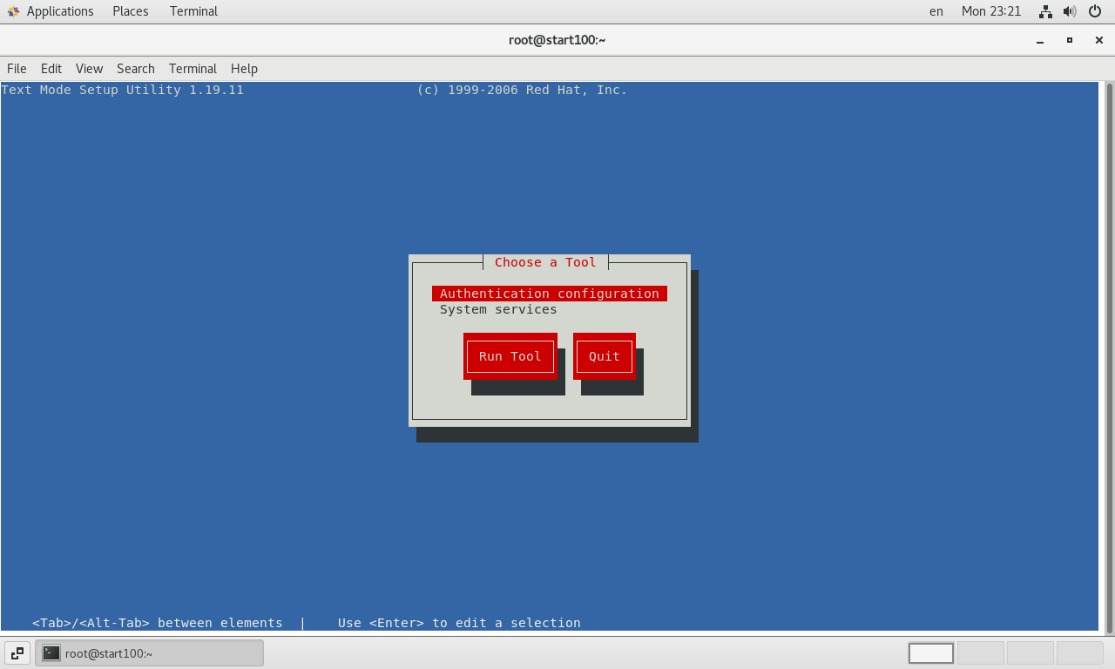 Applications Places Terminal en Mon 23:21
root@start100:~
File Edit View Search Terminal Help
Text Mode Setup Utility 1.19.11 (c) 1999-2006 Red Hat, Inc.
Choose a Tool
Authentication configuration
System services
Run Tool Quit
<Tab>/<Alt-Tab> between elements | Use <Enter> to edit a selection
root@start100:~